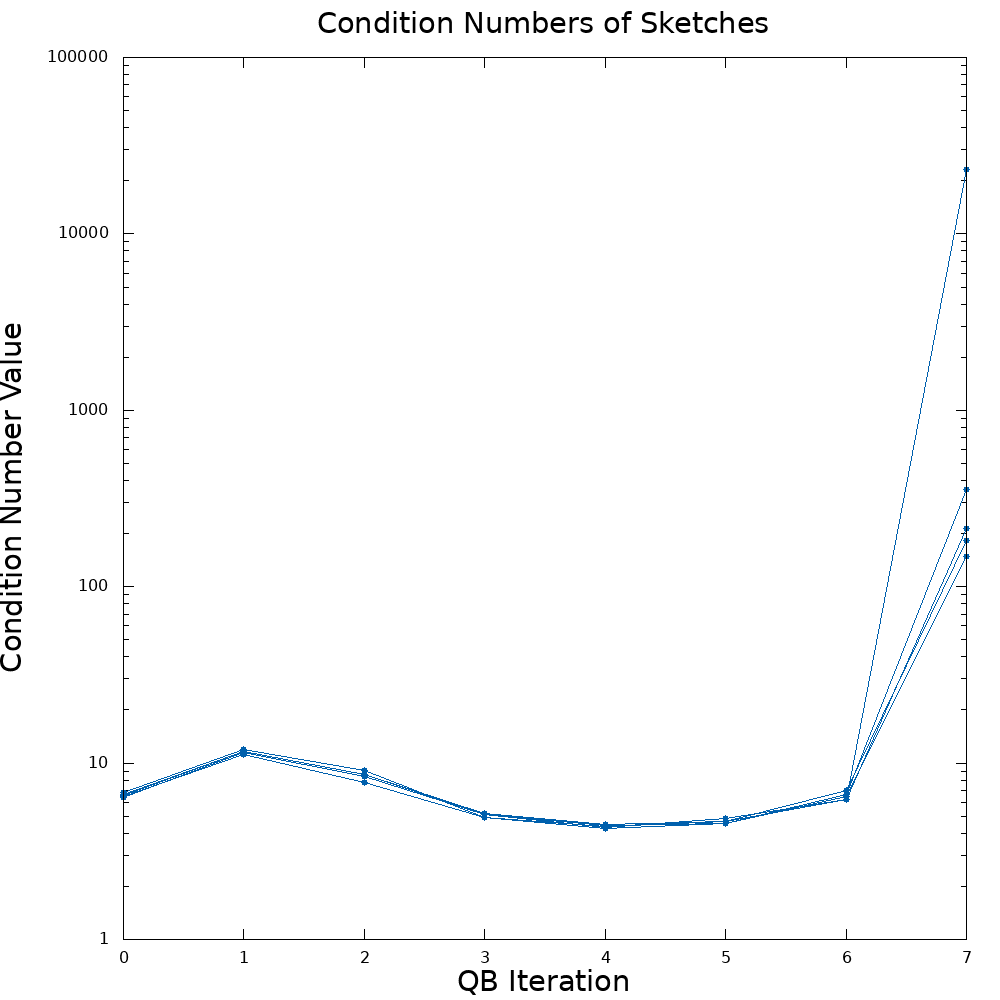 Condition Numbers of Sketches
100000
10000
1000
100
10
1
Condition Number Value
0 1 2 3 4 5 6 7
QB Iteration